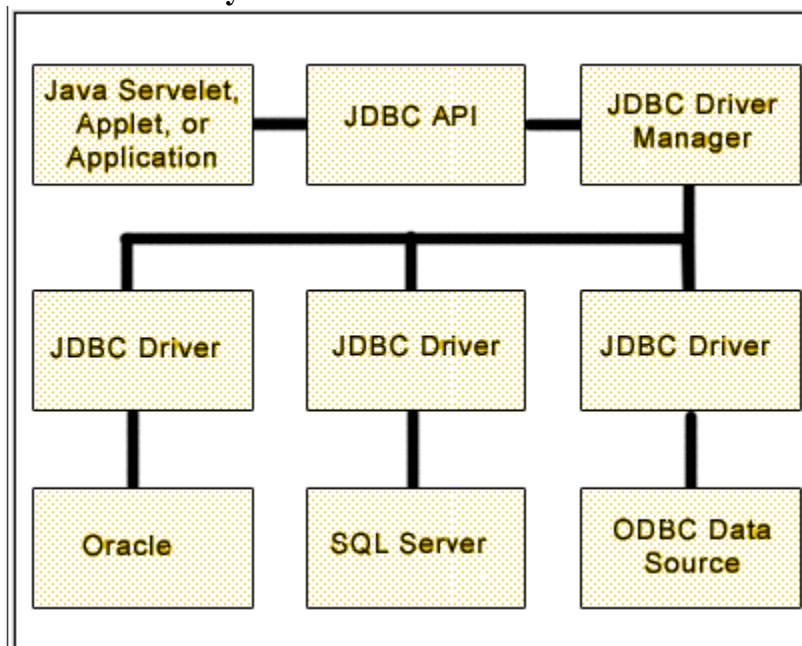 Java Servelet,
Applet, or
Application
JDBC API
JDBC Driver
Manager
JDBC Driver
JDBC Driver
JDBC Driver
Oracle
SQL Server
ODBC Data
Source